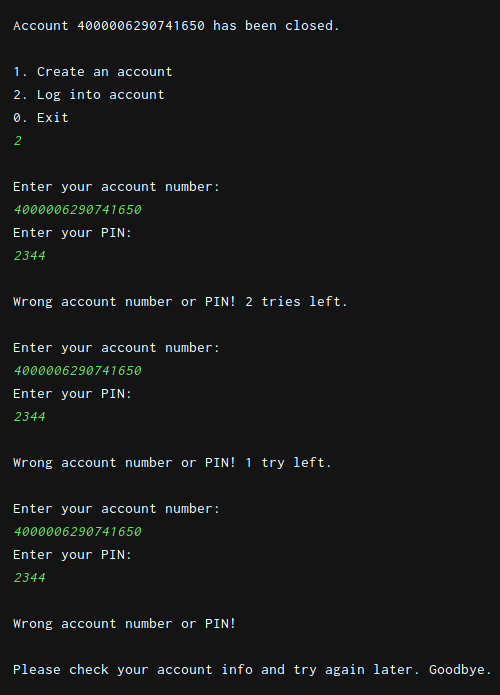 Account 4000006290741650 has been closed.
1. Create an account
2. Log into account
0. Exit
2
Enter your account number:
4000006290741650
Enter your PIN:
2344
Wrong account number or PIN! 2 tries left.
Enter your account number:
4000006290741650
Enter your PIN:
2344
Wrong account number or PIN! 1 try left.
Enter your account number:
4000006290741650
Enter your PIN:
2344
Wrong account number or PIN!
Please check your account info and try again later. Goodbye.